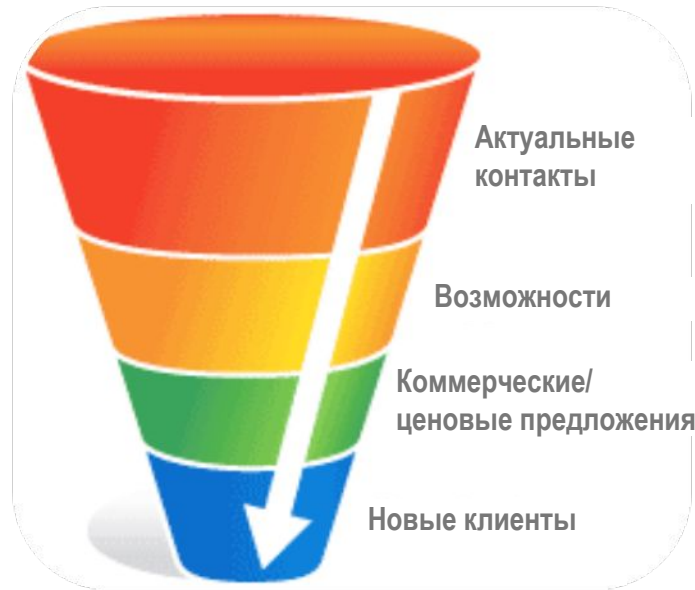 Актуальные
контакты
Возможности
Коммерческие/
ценовые предложения
Новые клиенты